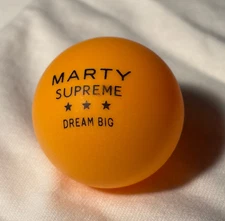 MARTY
SUPREME
★ ★ ★
DREAM BIG